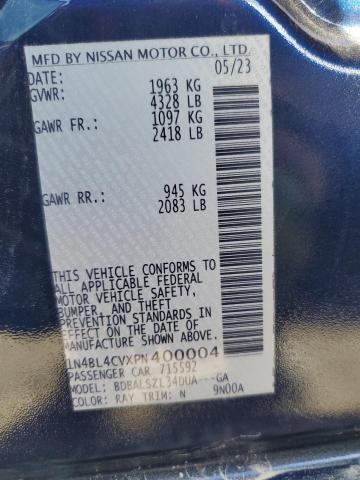 MFD BY NISSAN MOTOR CO., LTD.
DATE: 05/23
GVWR: 1963 KG
4328 LB
GAWR FR.: 1097 KG
2418 LB
GAWR RR.: 945 KG
2083 LB
THIS VEHICLE CONFORMS TO
ALL APPLICABLE FEDERAL
MOTOR VEHICLE SAFETY,
BUMPER, AND THEFT
PREVENTION STANDARDS IN
EFFECT ON THE DATE OF
MANUFACTURE SHOWN ABOVE.
1N4BL4CVXPN400004
PASSENGER CAR 715592
MODEL: BDBALSZL34DUA---GA
COLOR: RAY TRIM: N 9N00A